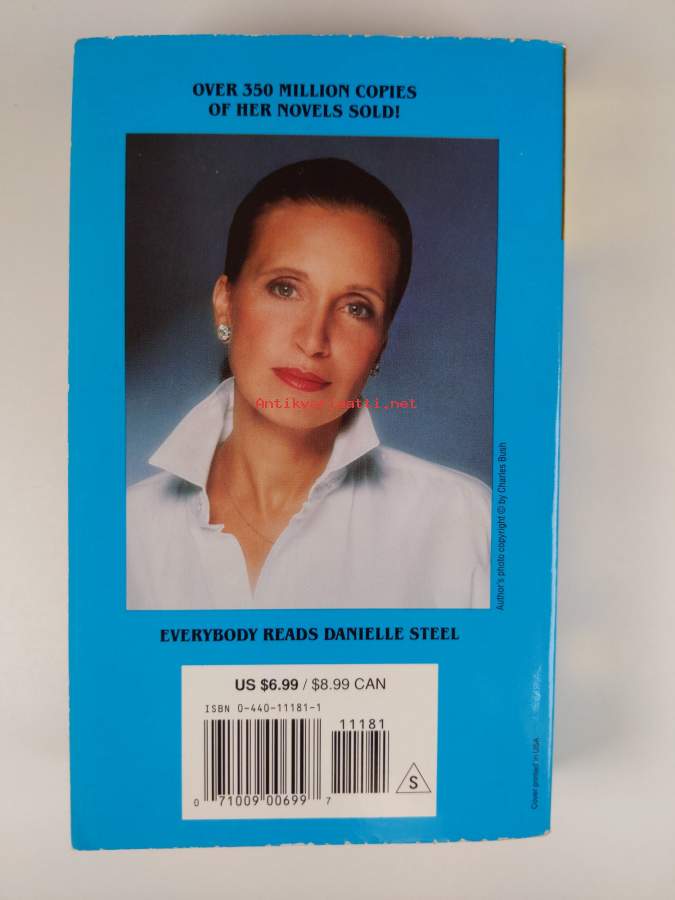 OVER 350 MILLION COPIES
OF HER NOVELS SOLD!
Antikvariaatti.net
Author's photo copyright © by Charles Bush
EVERYBODY READS DANIELLE STEEL
US $6.99 / $8.99 CAN
ISBN 0-440-11181-1
11181
S
0 71009 00699 7
Cover printed in USA